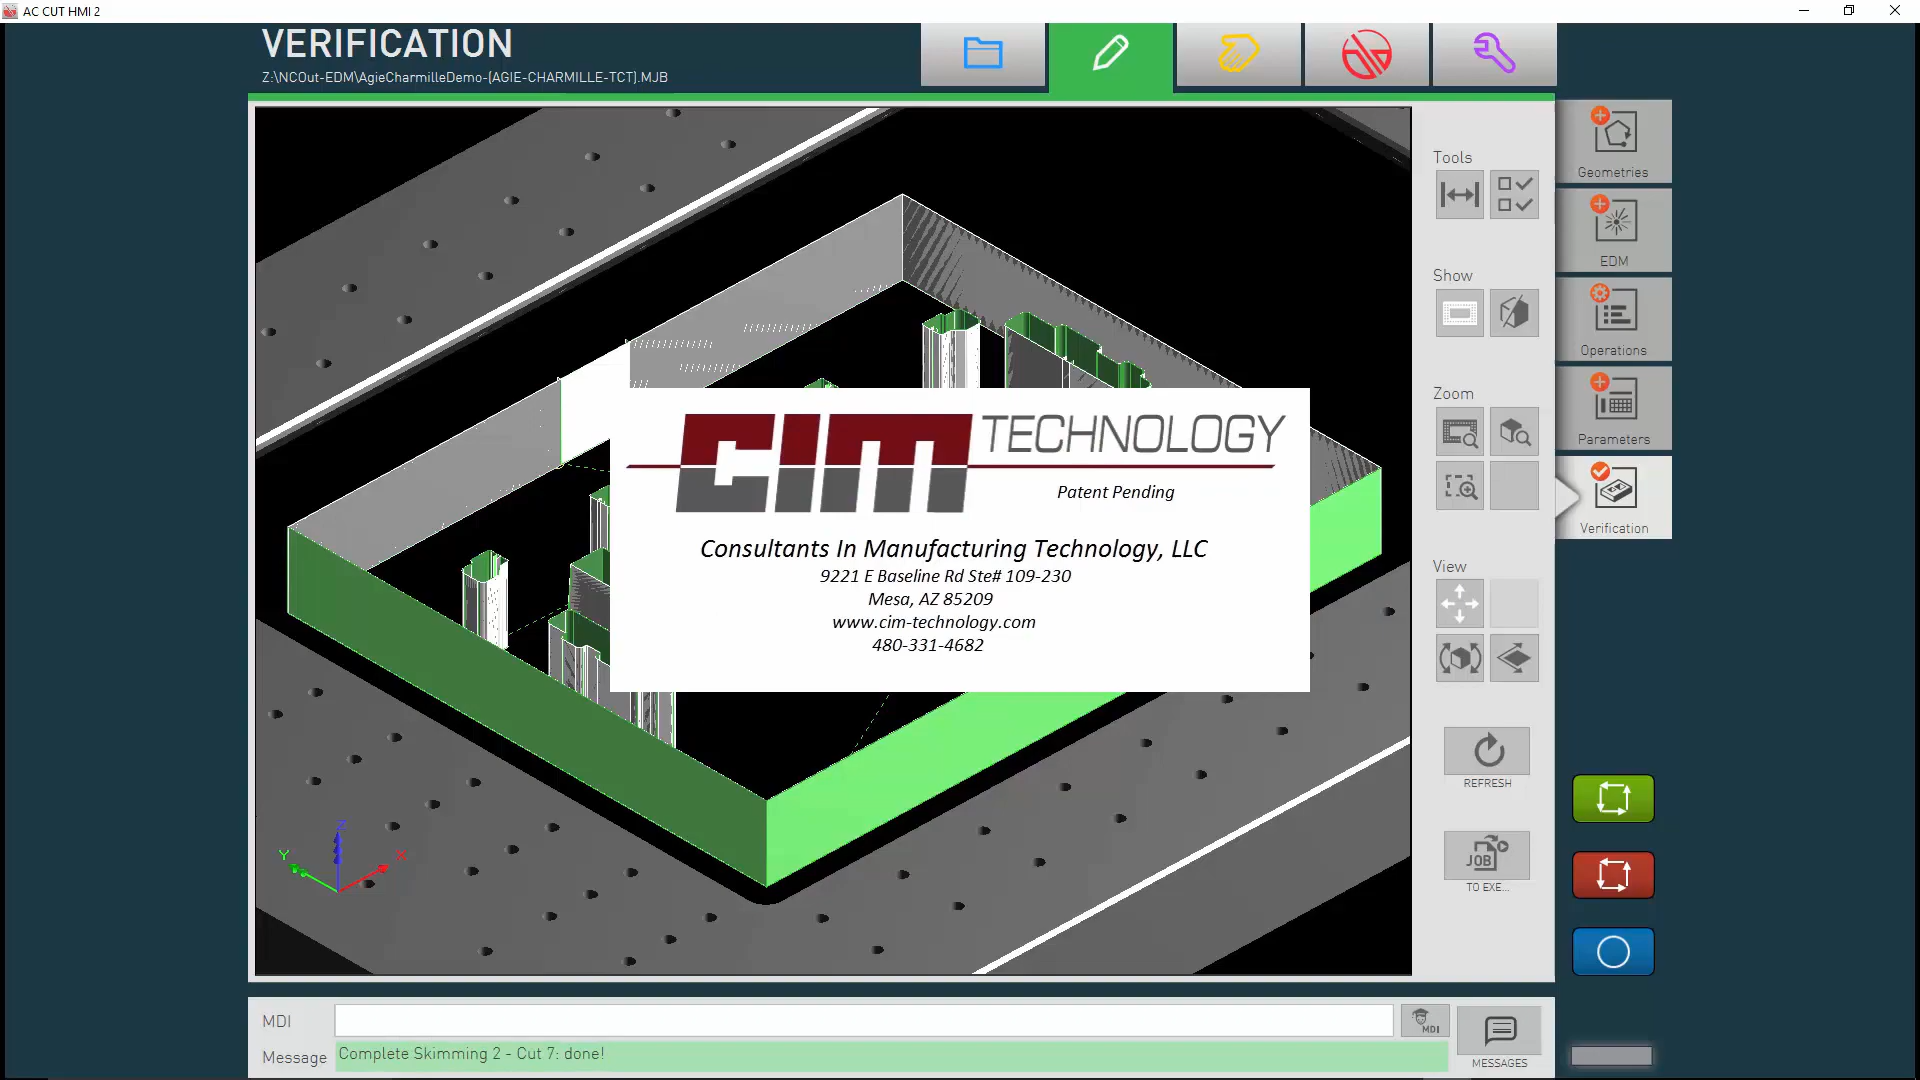 AC CUT HMI 2
VERIFICATION
Z:\NCOut-EDM\AgieCharmilleDemo-(AGIE-CHARMILLE-TCT).MJB
Tools
Show
Zoom
View
REFRESH
JOB
TO EXE...
Geometries
EDM
Operations
Parameters
Verification
CIM TECHNOLOGY
Patent Pending
Consultants In Manufacturing Technology, LLC
9221 E Baseline Rd Ste# 109-230
Mesa, AZ 85209
www.cim-technology.com
480-331-4682
Z
Y
X
MDI
MDI
Message
Complete Skimming 2 - Cut 7: done!
MESSAGES